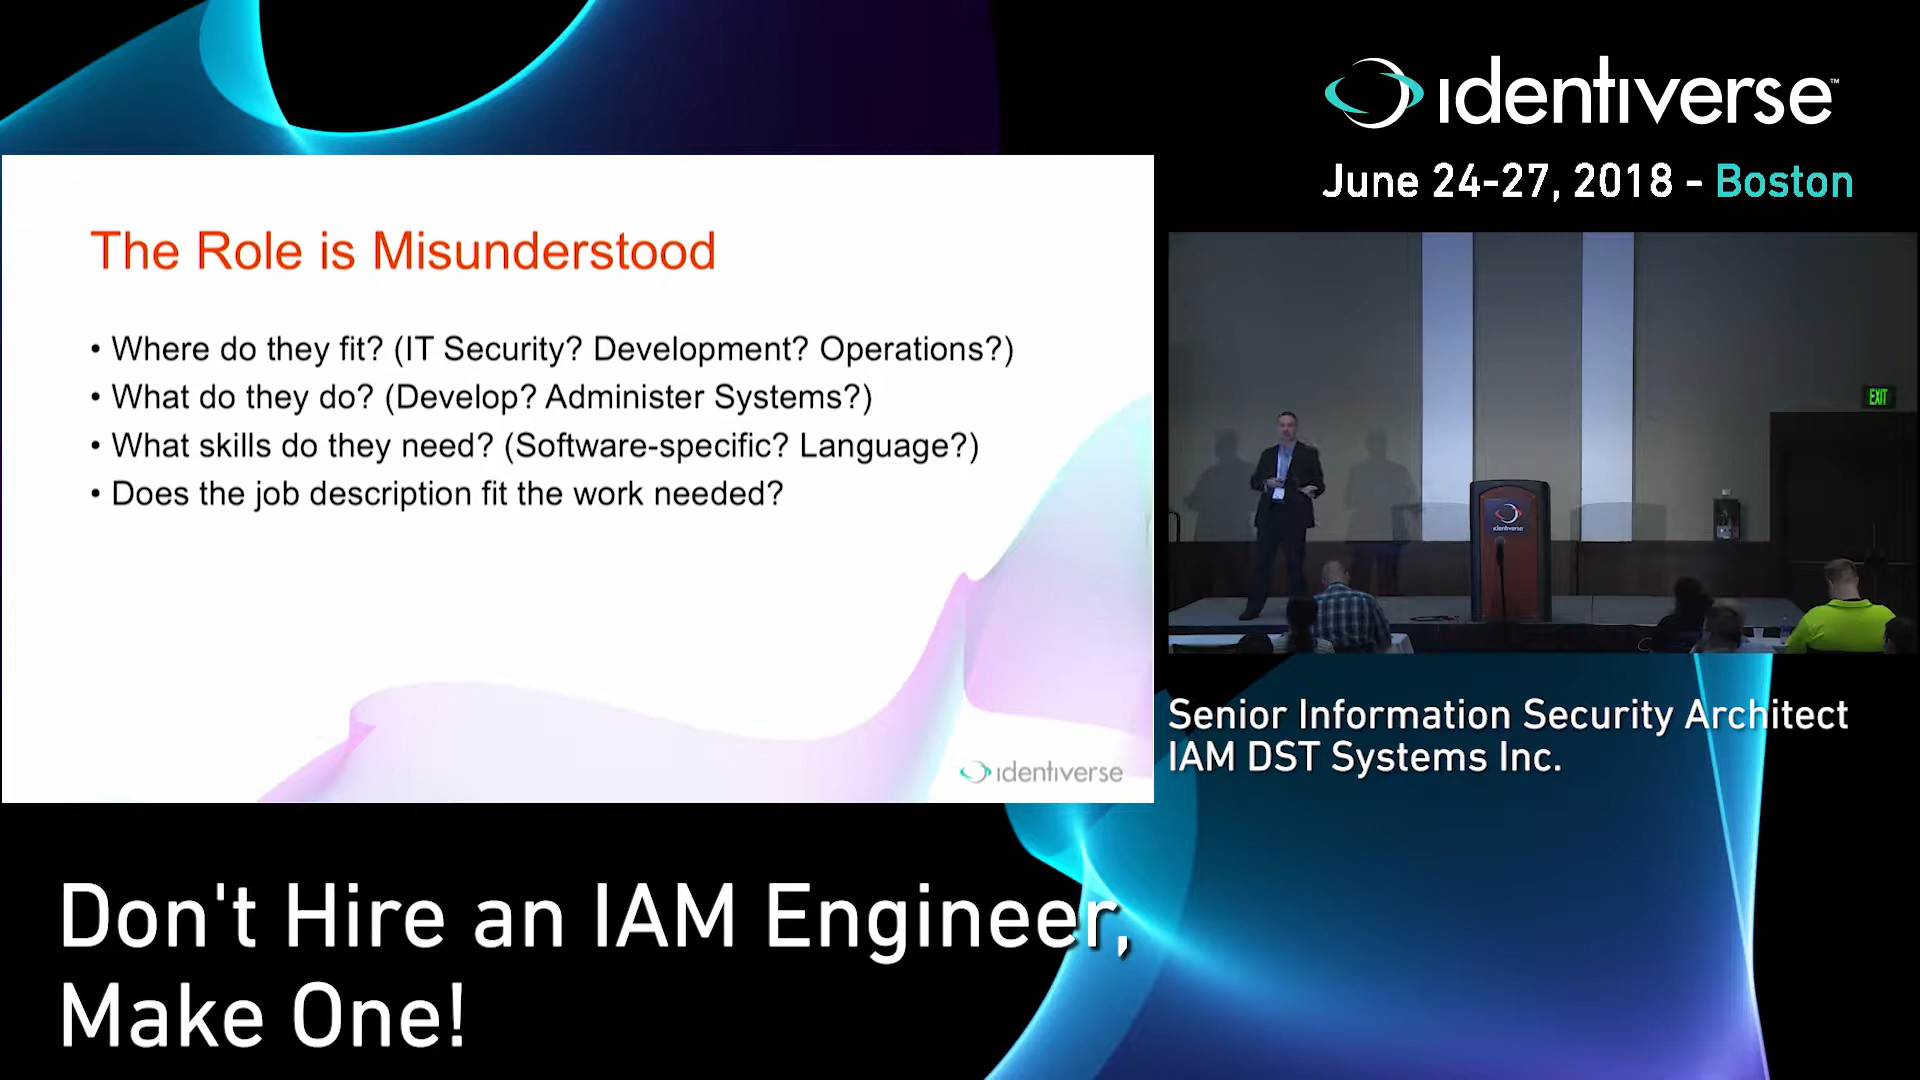 identiverse™
June 24-27, 2018 - Boston
The Role is Misunderstood
• Where do they fit? (IT Security? Development? Operations?)
• What do they do? (Develop? Administer Systems?)
• What skills do they need? (Software-specific? Language?)
• Does the job description fit the work needed?
identiverse
EXIT
identiverse
Senior Information Security Architect
IAM DST Systems Inc.
Don't Hire an IAM Engineer,
Make One!